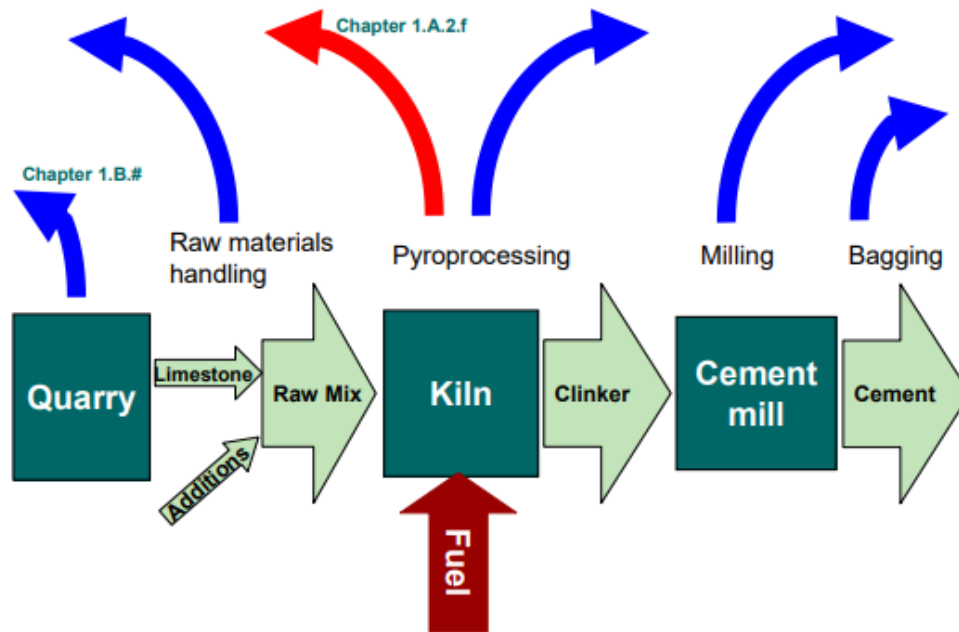 Chapter 1.A.2.f
Chapter 1.B.#
Raw materials
handling
Pyroprocessing
Milling
Bagging
Quarry
Limestone
Additions
Raw Mix
Kiln
Clinker
Cement
mill
Cement
Fuel